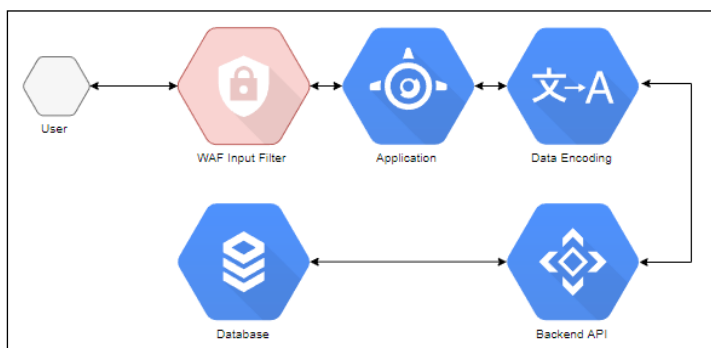 文→A
User
WAF Input Filter
Application
Data Encoding
Database
Backend API